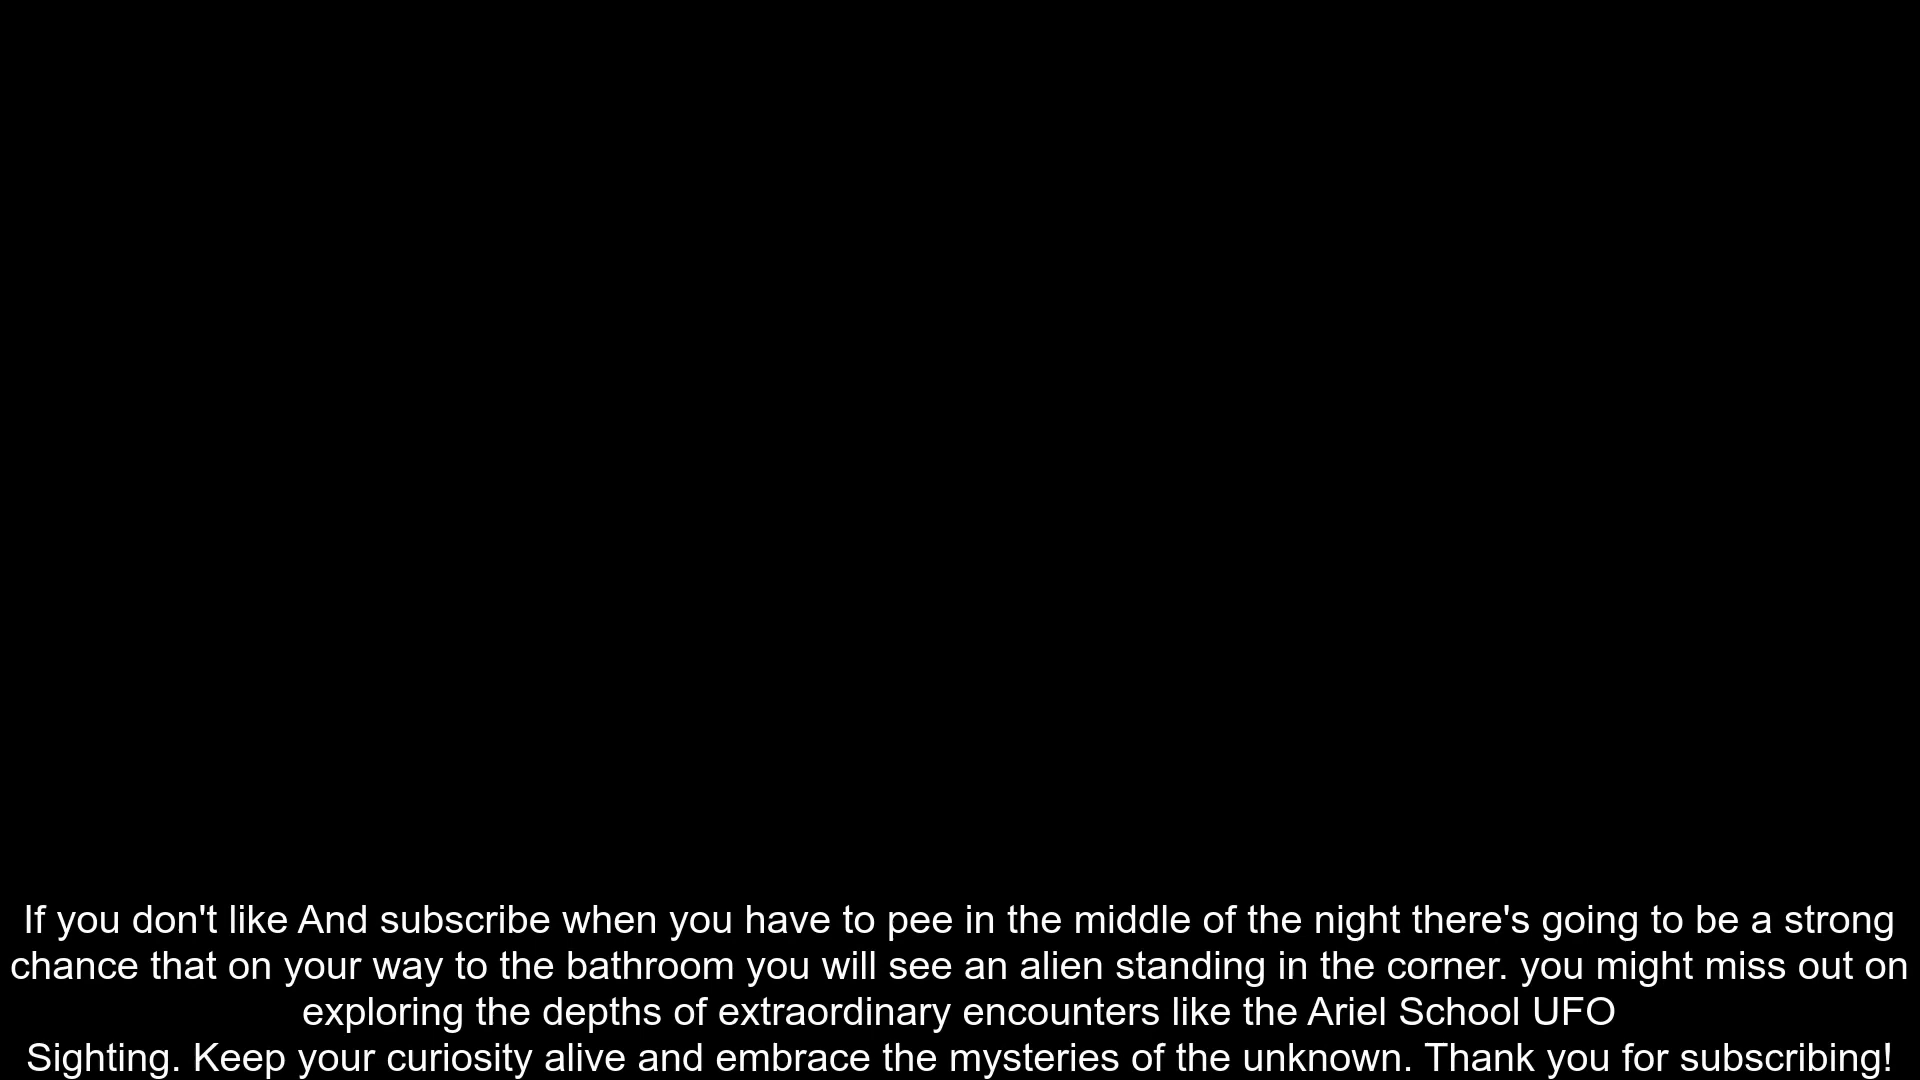 If you don't like And subscribe when you have to pee in the middle of the night there's going to be a strong
chance that on your way to the bathroom you will see an alien standing in the corner. you might miss out on
exploring the depths of extraordinary encounters like the Ariel School UFO
Sighting. Keep your curiosity alive and embrace the mysteries of the unknown. Thank you for subscribing!